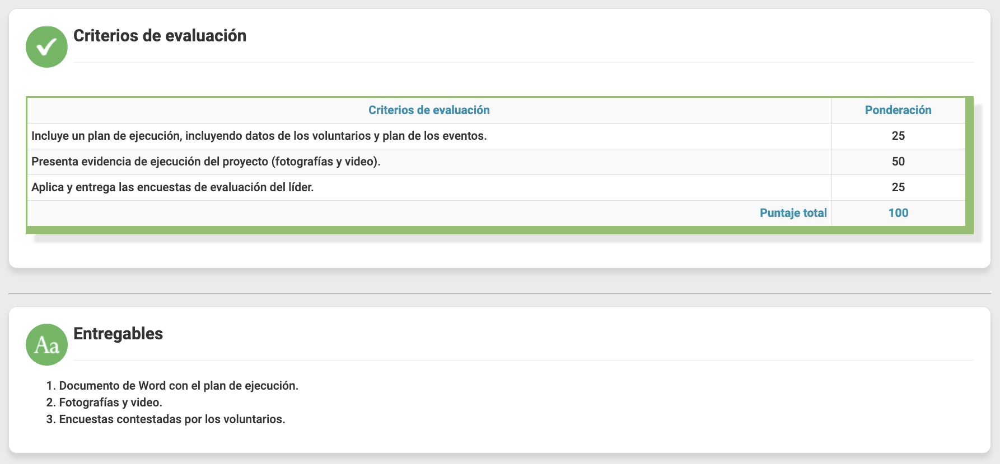 Criterios de evaluación
Criterios de evaluación Ponderación
Incluye un plan de ejecución, incluyendo datos de los voluntarios y plan de los eventos. 25
Presenta evidencia de ejecución del proyecto (fotografías y video). 50
Aplica y entrega las encuestas de evaluación del líder. 25
Puntaje total 100
Aa Entregables
1. Documento de Word con el plan de ejecución.
2. Fotografías y video.
3. Encuestas contestadas por los voluntarios.